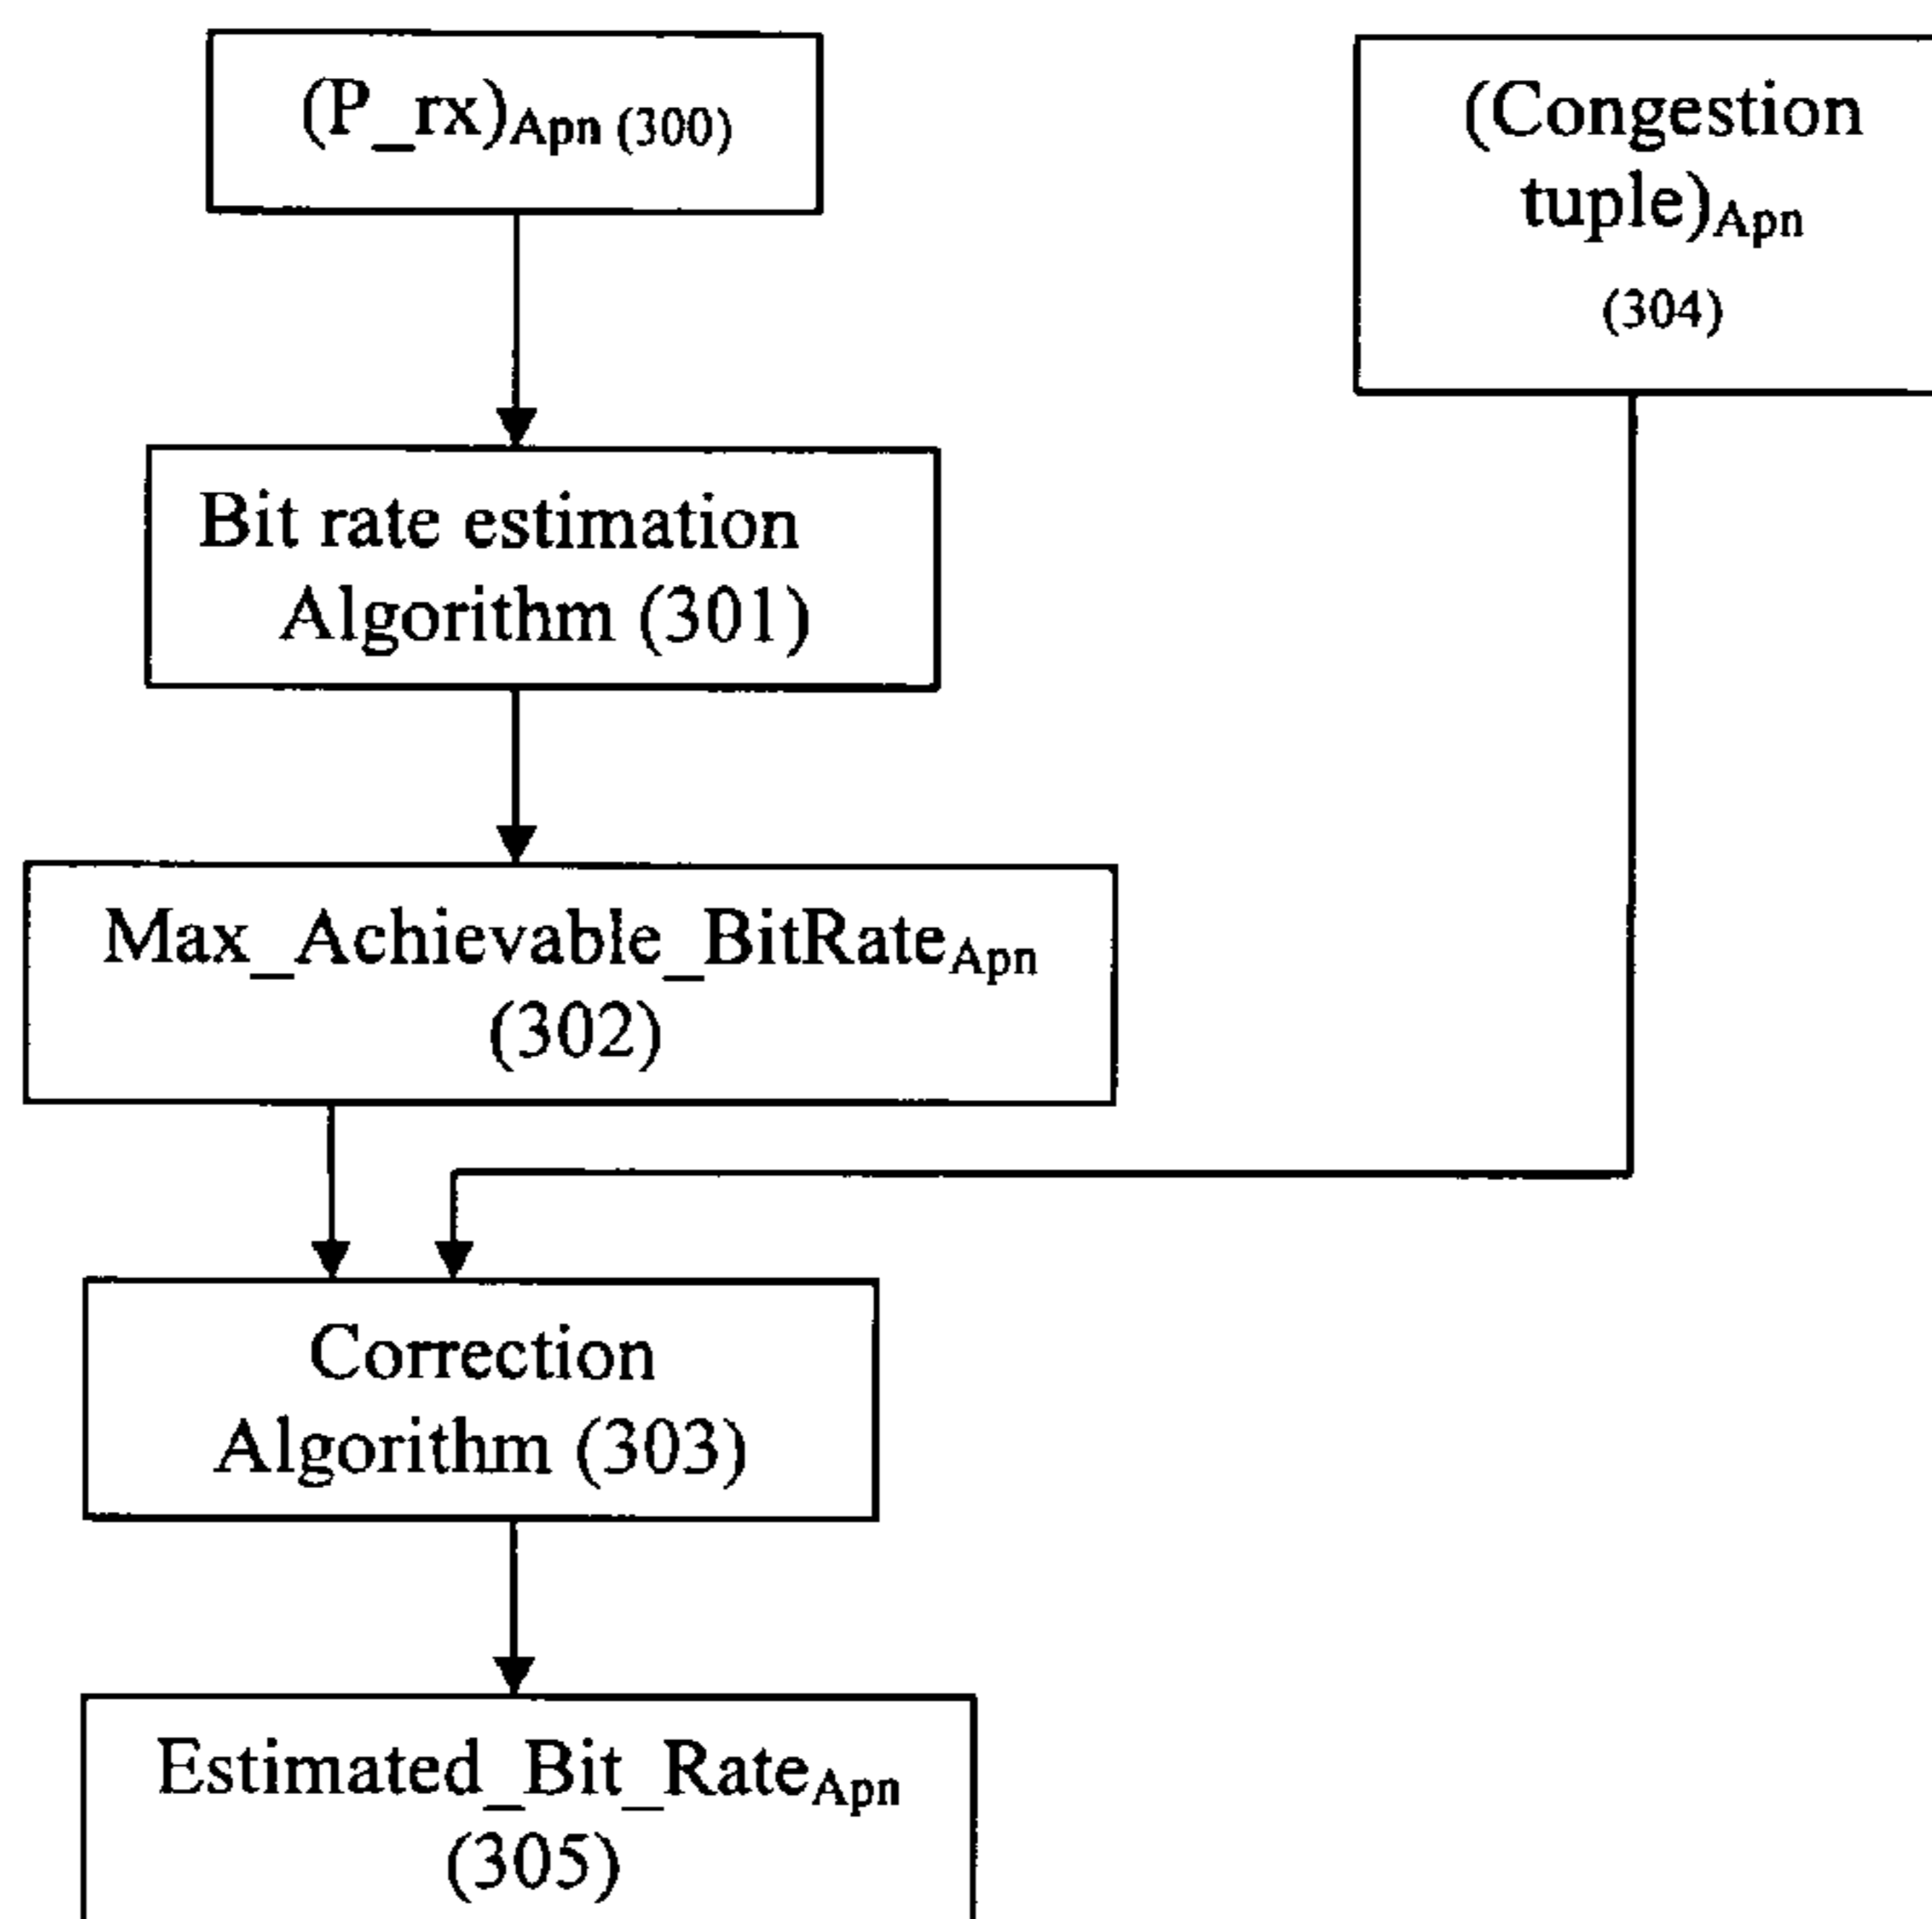 (P_rx)Apn (300)
(Congestion
tuple)Apn
(304)
Bit rate estimation
Algorithm (301)
Max_Achievable_BitRateApn
(302)
Correction
Algorithm (303)
Estimated_Bit_RateApn
(305)